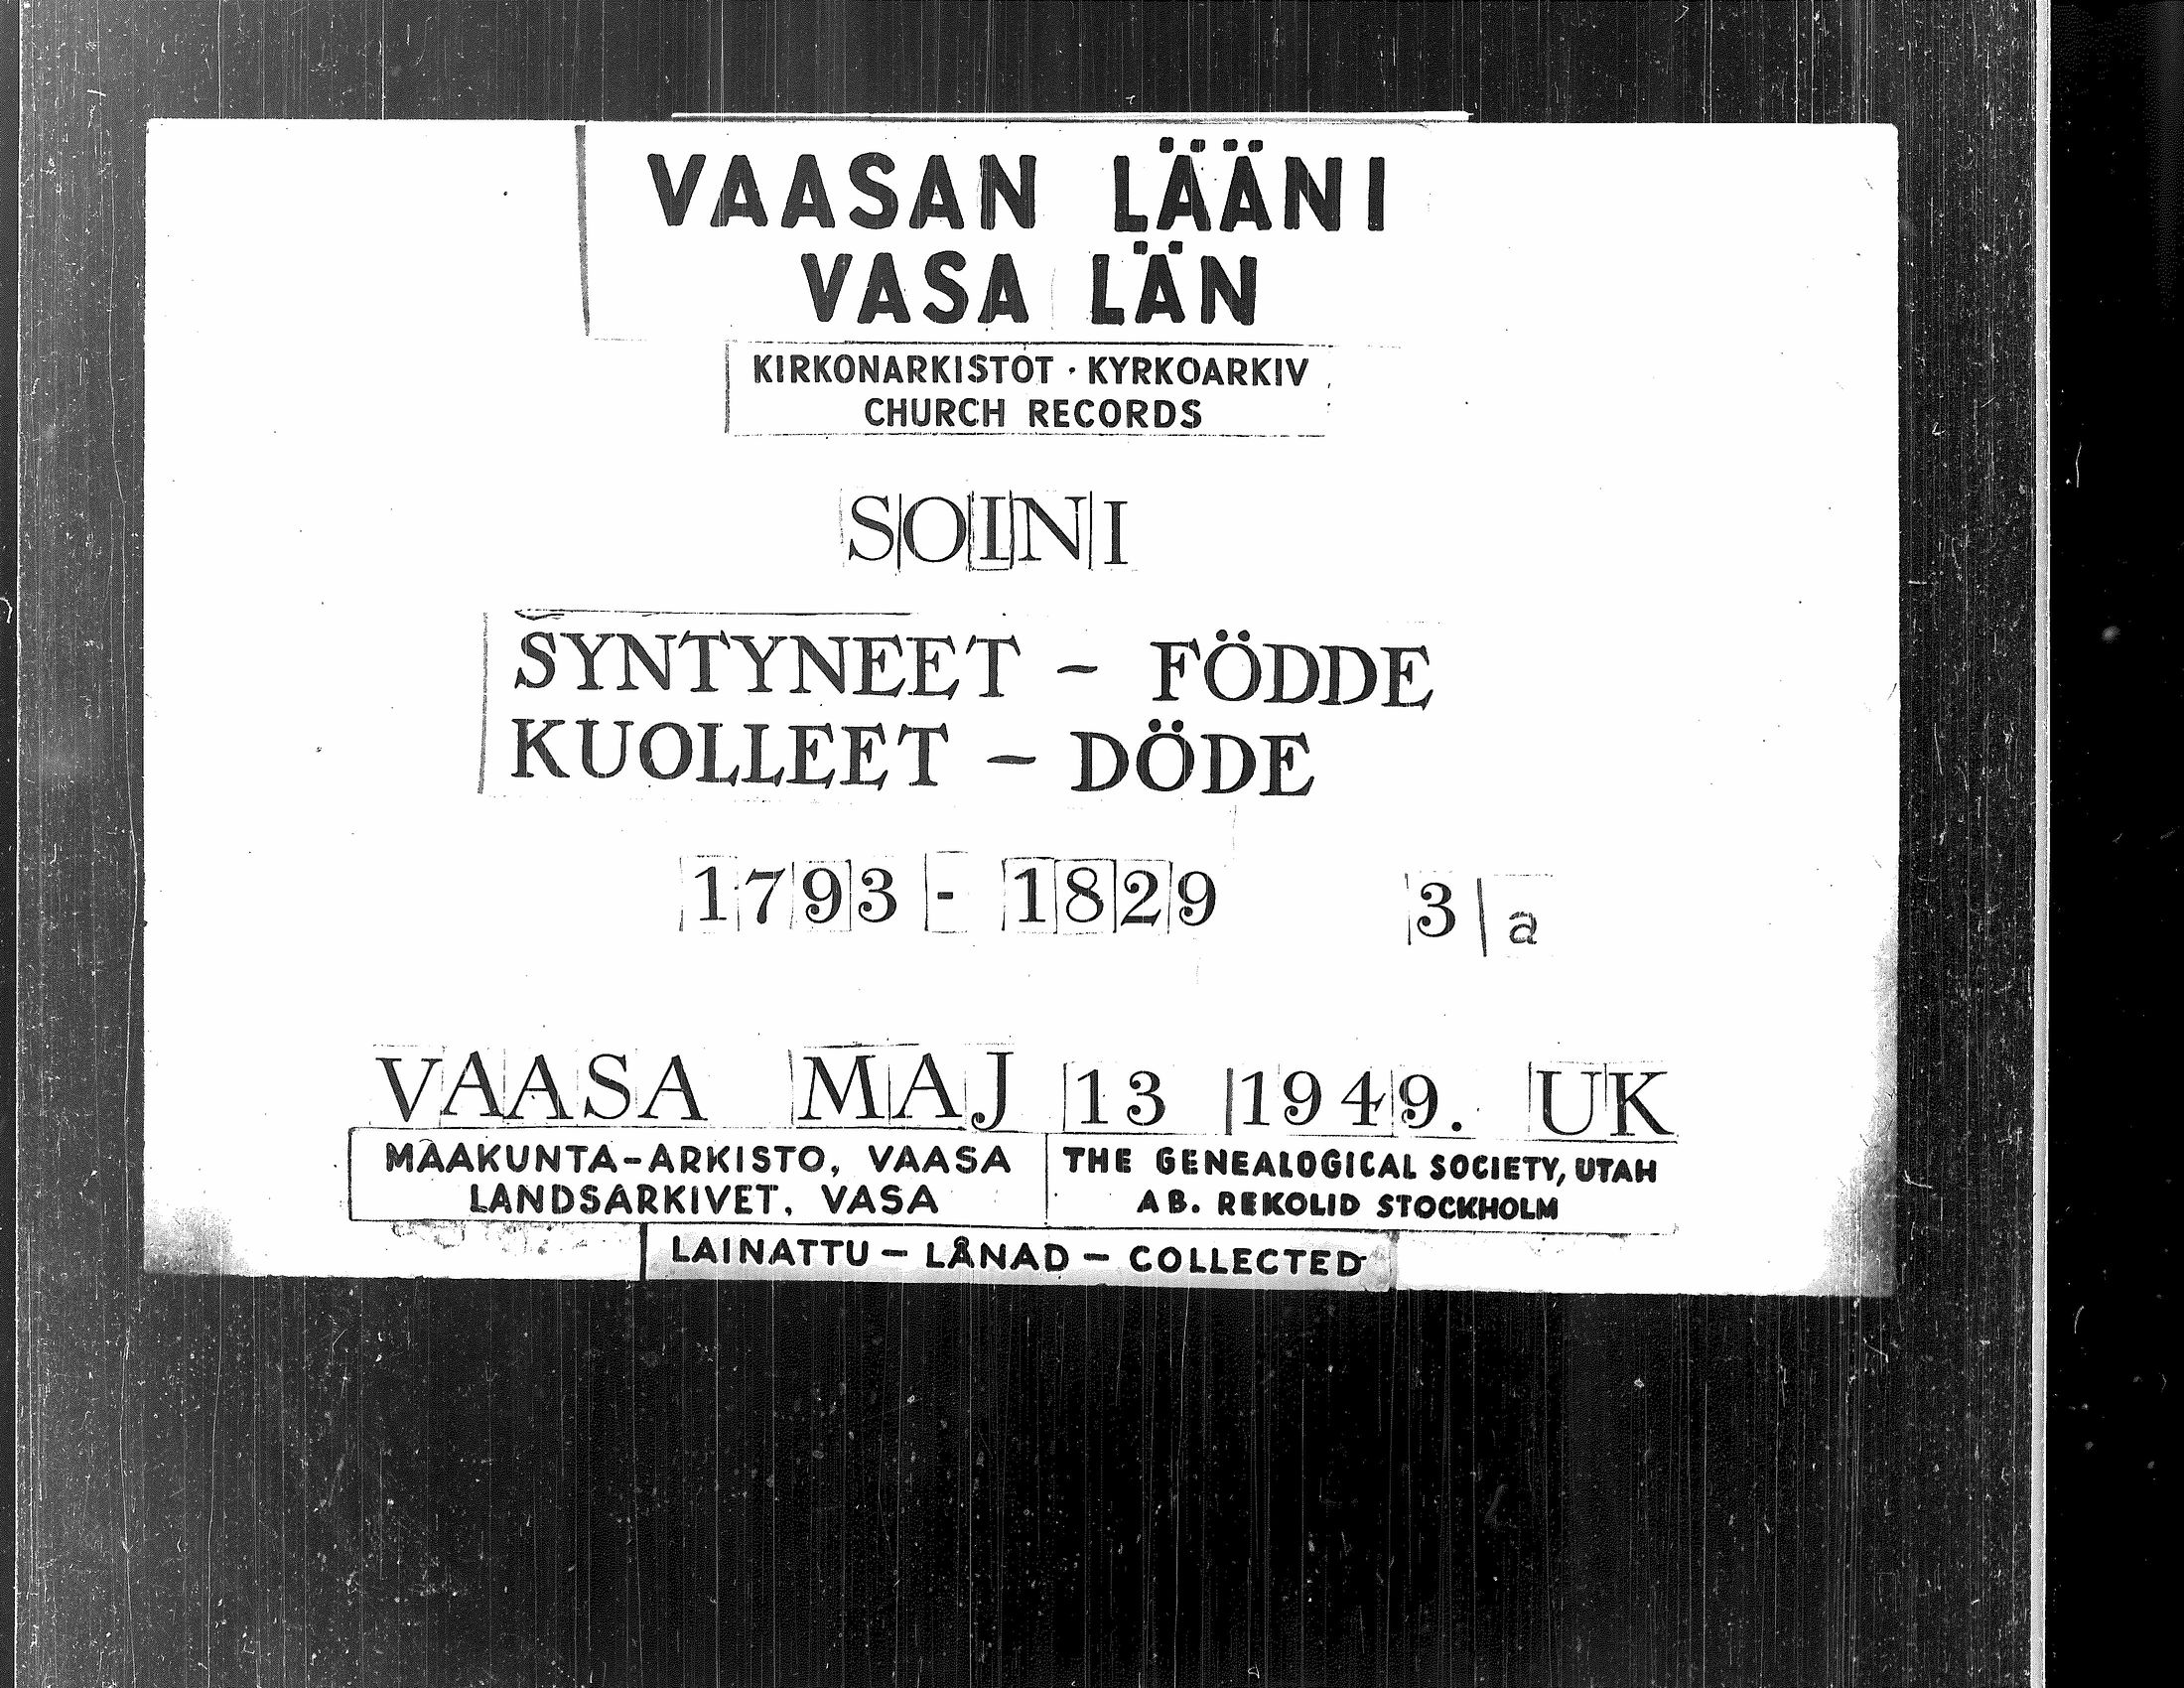 VAASAN LÄÄNI
VASA LÄN
KIRKONARKISTOT · KYRKOARKIV
CHURCH RECORDS
SOINI
SYNTYNEET - FÖDDE
KUOLLEET - DÖDE
1793 - 1829 3 a
VAASA MAJ 13 1949. UK
MAAKUNTA-ARKISTO, VAASA
LANDSARKIVET, VASA
THE GENEALOGICAL SOCIETY, UTAH
AB. REKOLID STOCKHOLM
LAINATTU - LÅNAD - COLLECTED